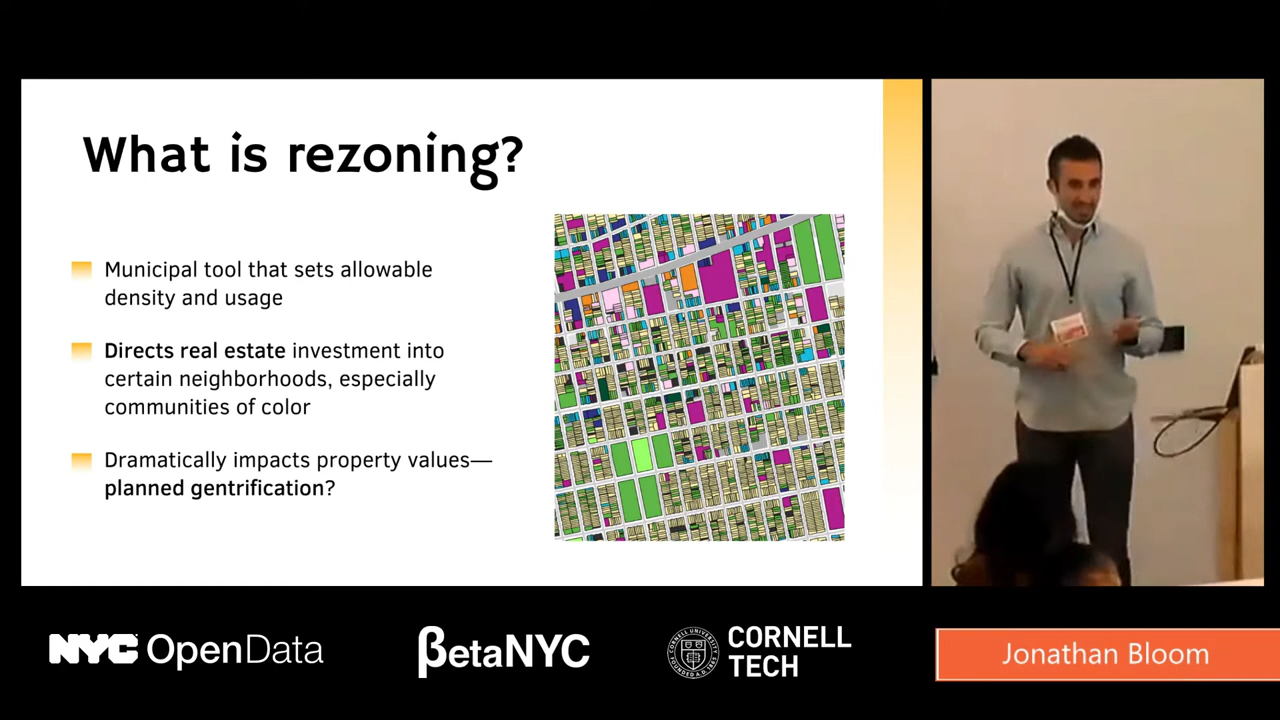 What is rezoning?
Municipal tool that sets allowable
density and usage
Directs real estate investment into
certain neighborhoods, especially
communities of color
Dramatically impacts property values—
planned gentrification?
NYC OpenData
βetaNYC
CORNELL
TECH
Jonathan Bloom